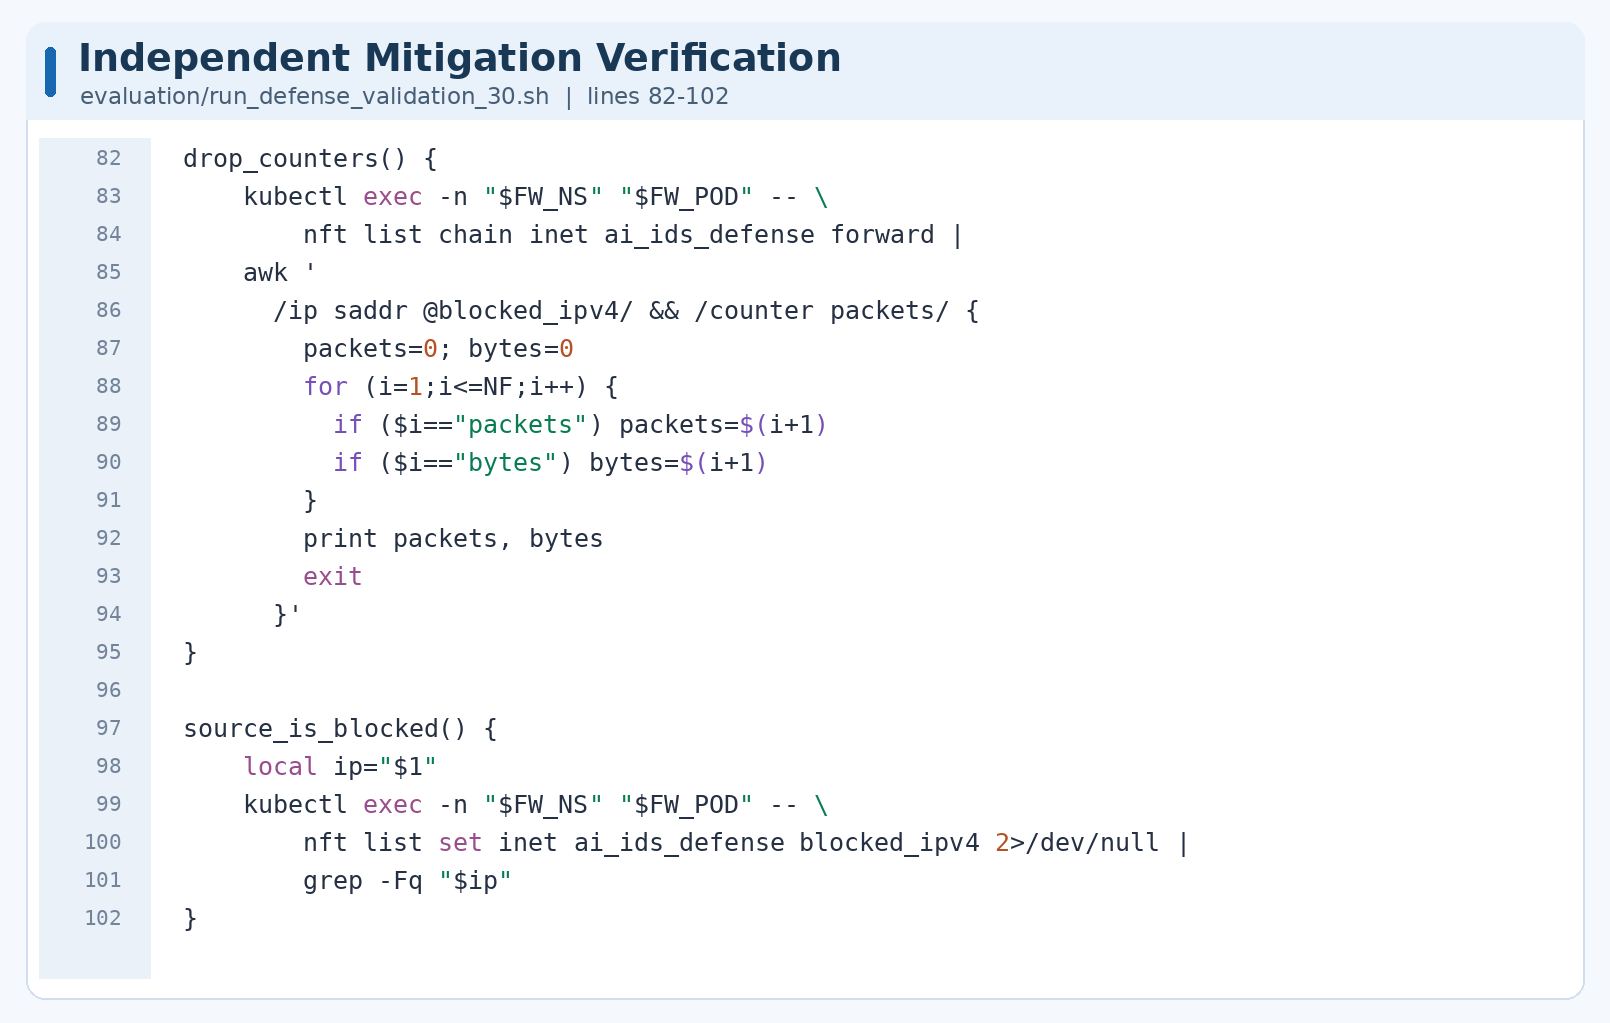 Independent Mitigation Verification
evaluation/run_defense_validation_30.sh | lines 82-102
82 drop_counters() {
83     kubectl exec -n "$FW_NS" "$FW_POD" -- \
84         nft list chain inet ai_ids_defense forward |
85     awk '
86       /ip saddr @blocked_ipv4/ && /counter packets/ {
87         packets=0; bytes=0
88         for (i=1;i<=NF;i++) {
89           if ($i=="packets") packets=$(i+1)
90           if ($i=="bytes") bytes=$(i+1)
91         }
92         print packets, bytes
93         exit
94       }'
95 }
96
97 source_is_blocked() {
98     local ip="$1"
99     kubectl exec -n "$FW_NS" "$FW_POD" -- \
100         nft list set inet ai_ids_defense blocked_ipv4 2>/dev/null |
101         grep -Fq "$ip"
102 }